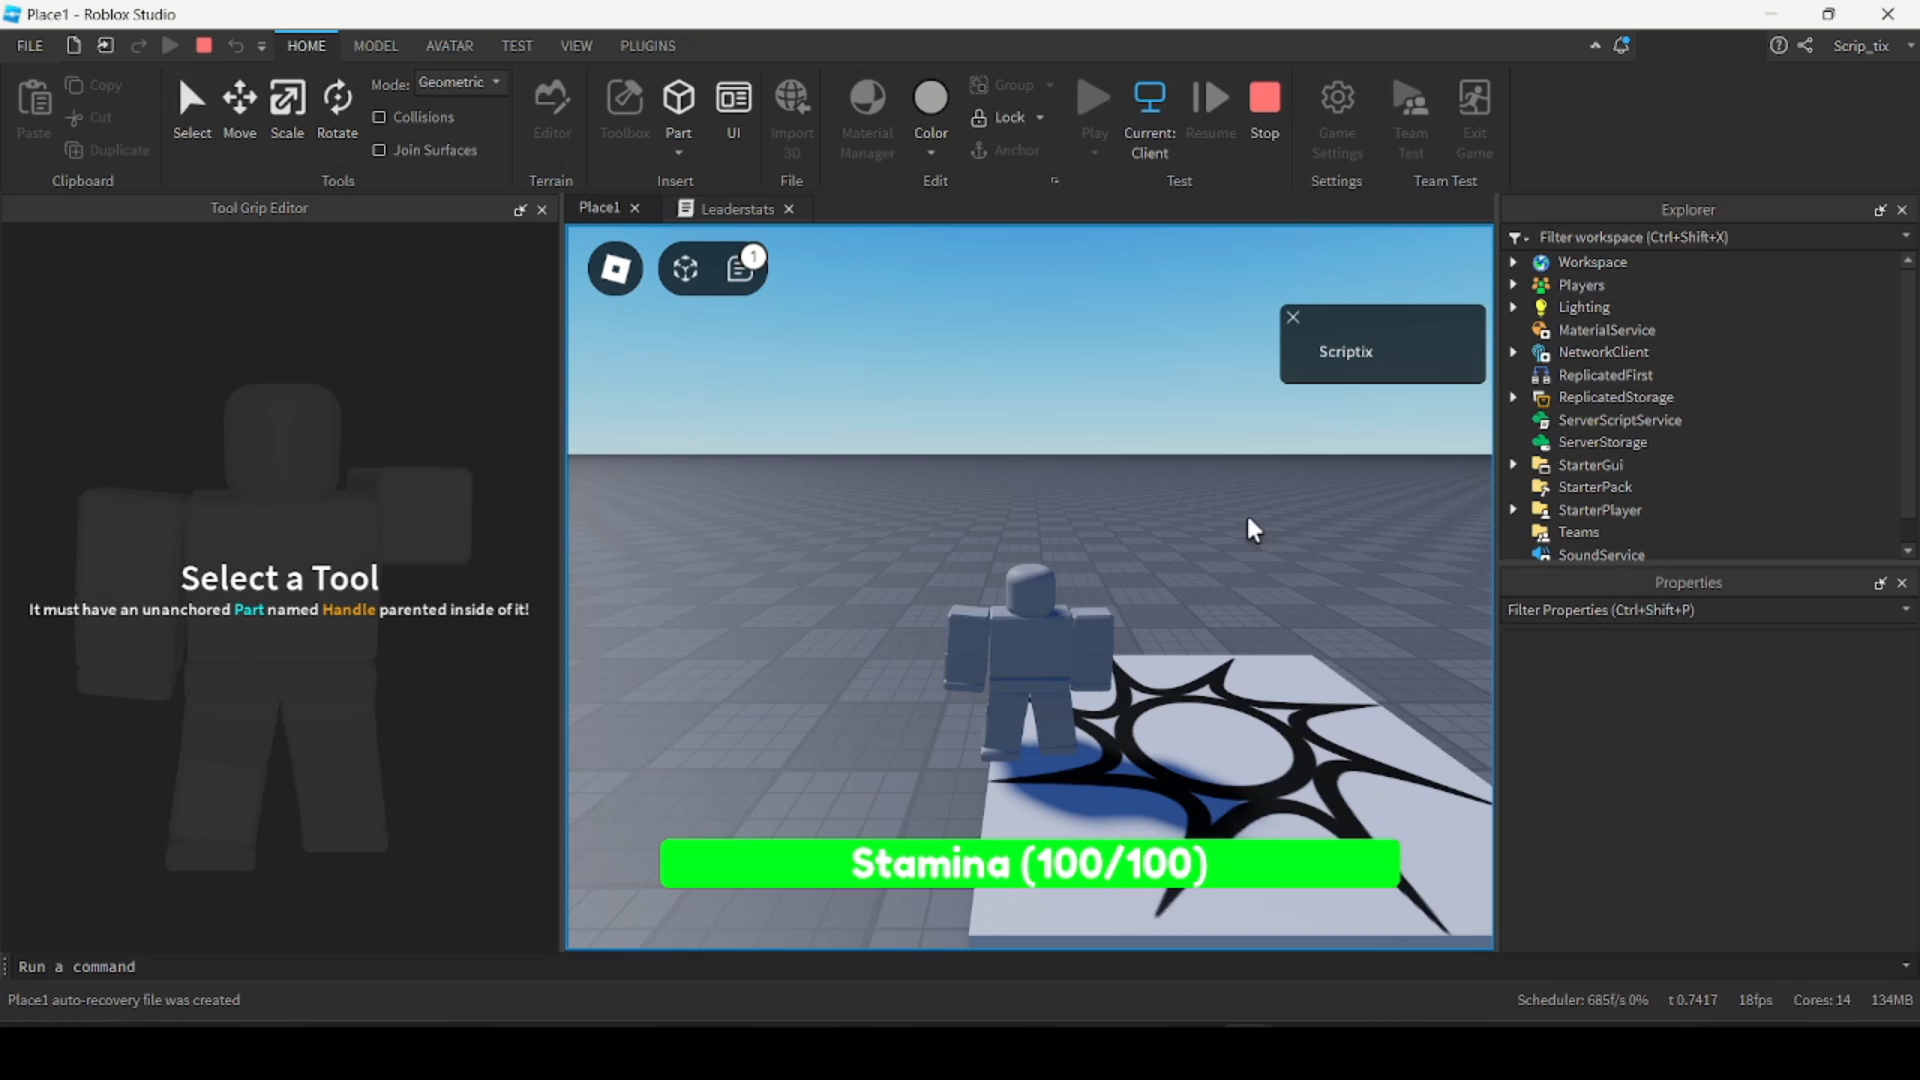 Place1 - Roblox Studio
FILE
HOME
MODEL
AVATAR
TEST
VIEW
PLUGINS
Scrip_tix
Paste
Copy
Cut
Duplicate
Clipboard
Select
Move
Scale
Rotate
Mode: Geometric
Collisions
Join Surfaces
Tools
Editor
Terrain
Toolbox
Part
UI
Insert
Import
3D
File
Material
Manager
Color
Group
Lock
Anchor
Edit
Play
Current:
Client
Resume
Stop
Test
Game
Settings
Settings
Team
Test
Exit
Game
Team Test
Tool Grip Editor
Select a Tool
It must have an unanchored Part named Handle parented inside of it!
Place1
Leaderstats
1
Scriptix
Stamina (100/100)
Explorer
Filter workspace (Ctrl+Shift+X)
Workspace
Players
Lighting
MaterialService
NetworkClient
ReplicatedFirst
ReplicatedStorage
ServerScriptService
ServerStorage
StarterGui
StarterPack
StarterPlayer
Teams
SoundService
Properties
Filter Properties (Ctrl+Shift+P)
Run a command
Place1 auto-recovery file was created
Scheduler: 685f/s 0%
t 0.7417
18fps
Cores: 14
134MB